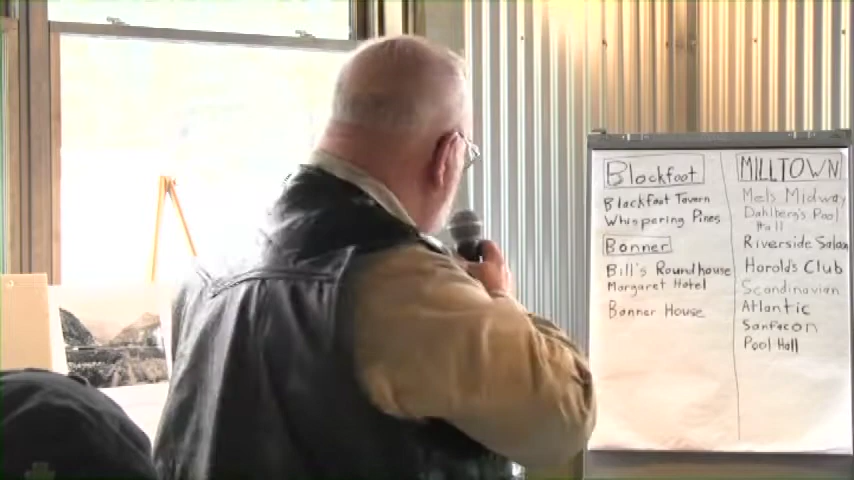 Blackfoot
Blackfoot Tavern
Whispering Pines
Bonner
Bill's Roundhouse
Margaret Hotel
Bonner House
MILLTOWN
Mel's Midway
Dahlberg's Pool
Hall
Riverside Saloon
Harold's Club
Scandinavian
Atlantic
Sanfacon
Pool Hall